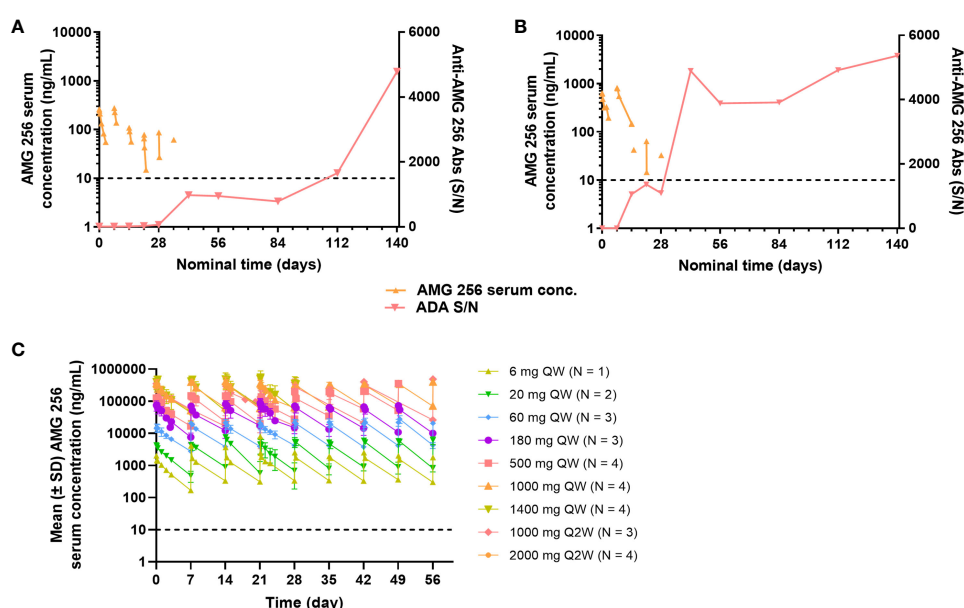 A
AMG 256 serum
concentration (ng/mL)
10000
1000
100
10
1
6000
4000
2000
0
Anti-AMG 256 Abs (S/N)
0 28 56 84 112 140
Nominal time (days)
B
AMG 256 serum
concentration (ng/mL)
10000
1000
100
10
1
6000
4000
2000
0
Anti-AMG 256 Abs (S/N)
0 28 56 84 112 140
Nominal time (days)
AMG 256 serum conc.
ADA S/N
C
Mean (± SD) AMG 256
serum concentration (ng/mL)
1000000
100000
10000
1000
100
10
1
0 7 14 21 28 35 42 49 56
Time (day)
6 mg QW (N = 1)
20 mg QW (N = 2)
60 mg QW (N = 3)
180 mg QW (N = 3)
500 mg QW (N = 4)
1000 mg QW (N = 4)
1400 mg QW (N = 4)
1000 mg Q2W (N = 3)
2000 mg Q2W (N = 4)